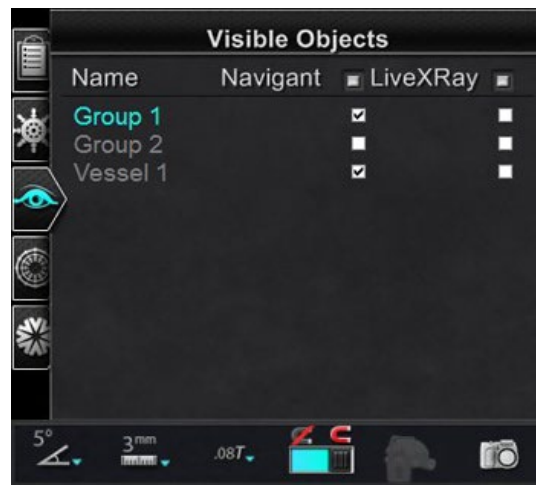 Visible Objects
Name Navigant LiveXRay
Group 1
Group 2
Vessel 1
5° 3mm .08T